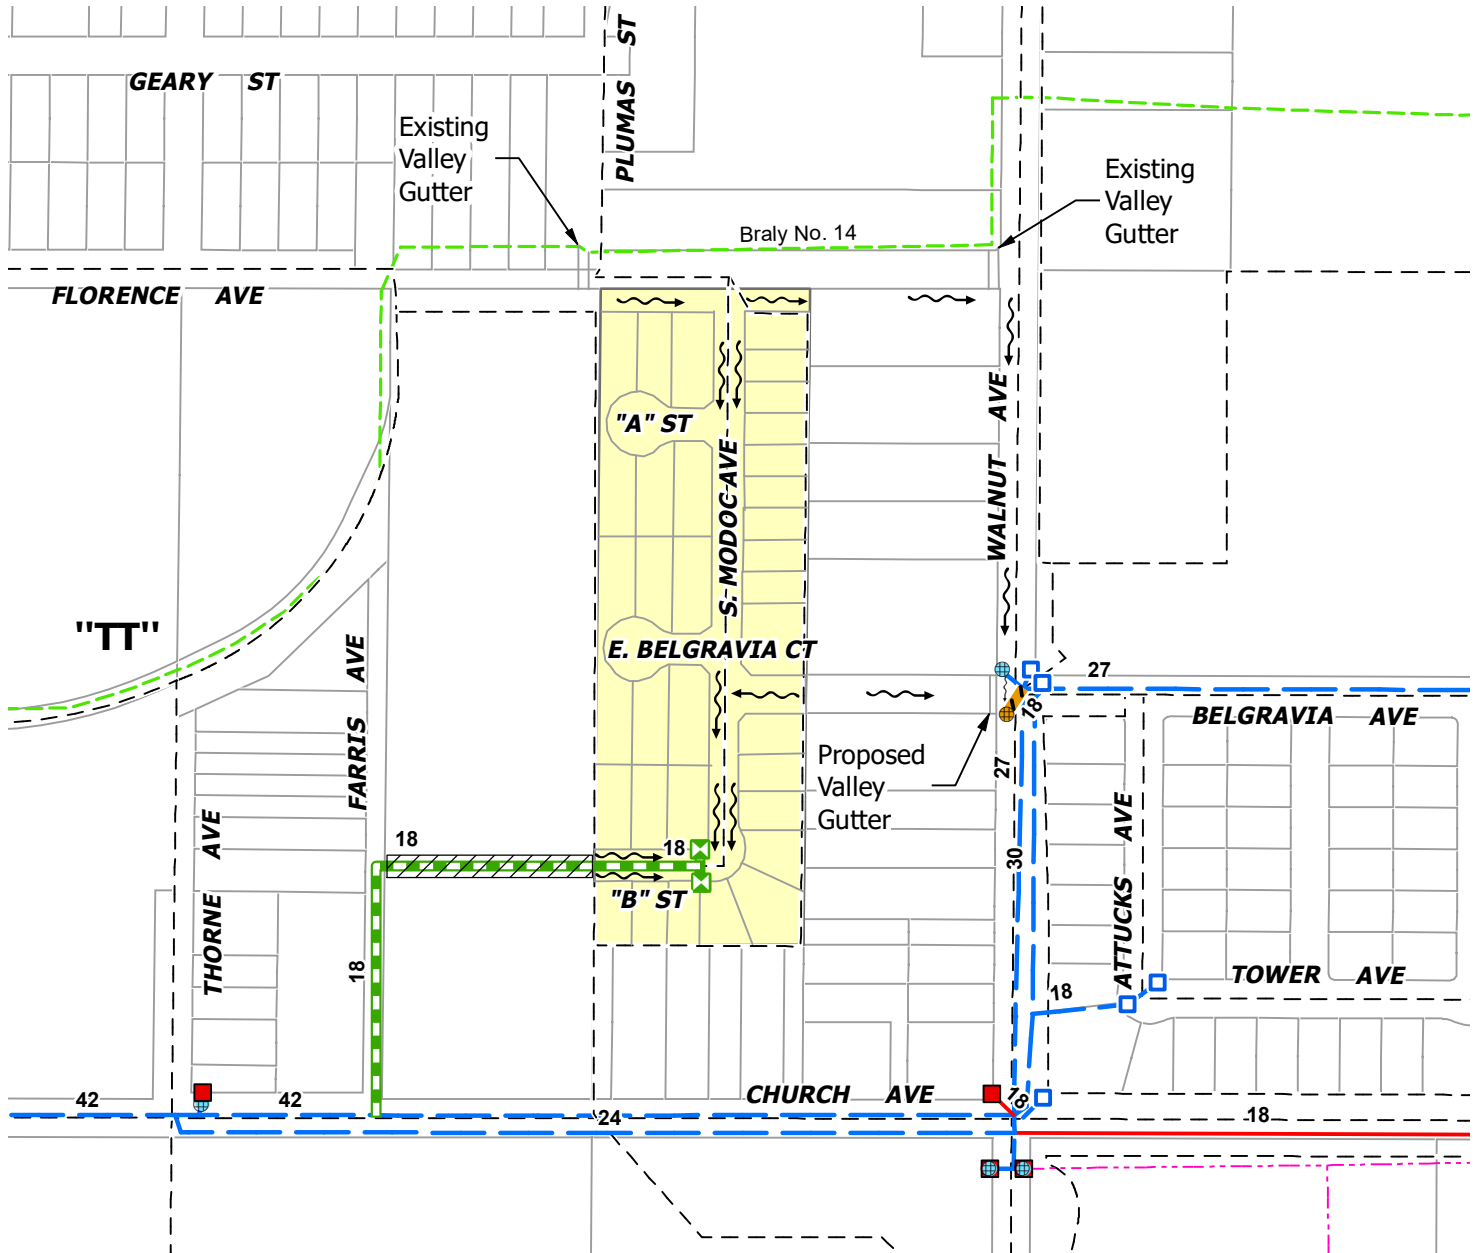 PLUMAS ST
GEARY ST
Existing
Valley
Gutter
Existing
Valley
Gutter
Braly No. 14
FLORENCE AVE
"A" ST
WALNUT AVE
S. MODOC AVE
"TT"
E. BELGRAVIA CT
27
18
BELGRAVIA AVE
FARRIS AVE
Proposed
Valley
Gutter
27
THORNE AVE
ATTUCKS AVE
18
18
30
"B" ST
18
TOWER AVE
18
CHURCH AVE
42
42
18
24
18